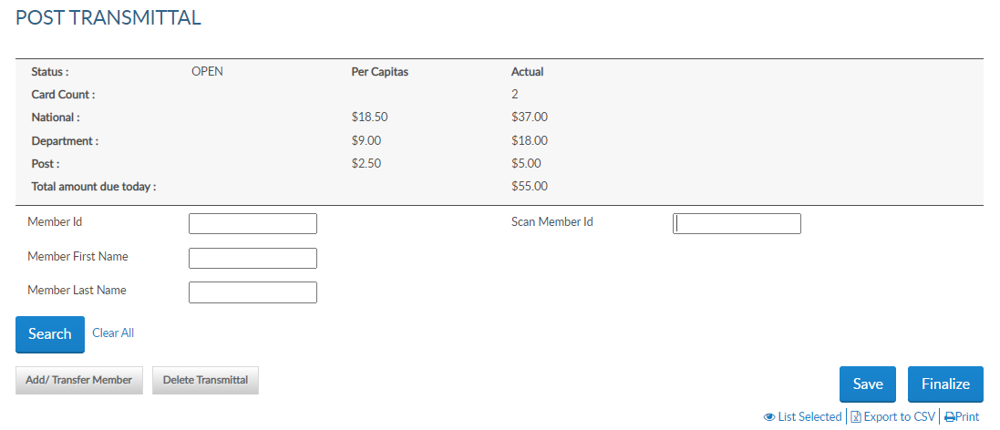 POST TRANSMITTAL
Status : OPEN Per Capitas Actual
Card Count : 2
National : $18.50 $37.00
Department : $9.00 $18.00
Post : $2.50 $5.00
Total amount due today : $55.00
Member Id Scan Member Id
Member First Name
Member Last Name
Search Clear All
Add/ Transfer Member Delete Transmittal Save Finalize
List Selected Export to CSV Print